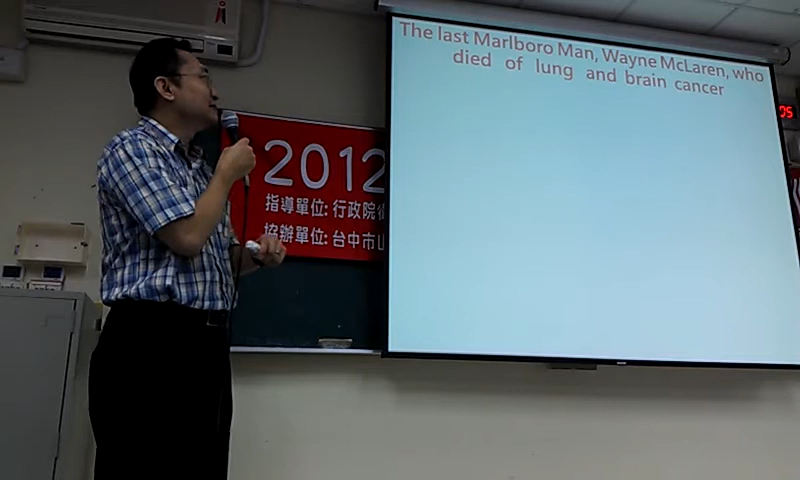 The last Marlboro Man, Wayne McLaren, who
died of lung and brain cancer
2012
指導單位: 行政院
協辦單位: 台中市
05